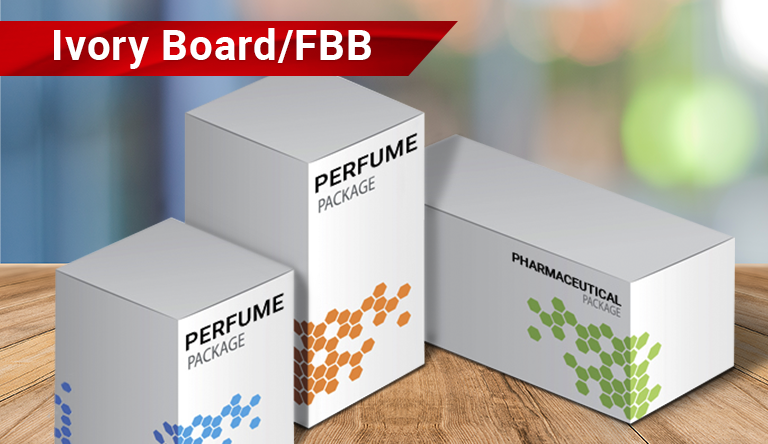 Ivory Board/FBB
PERFUME
PACKAGE
PERFUME
PACKAGE
PHARMACEUTICAL
PACKAGE